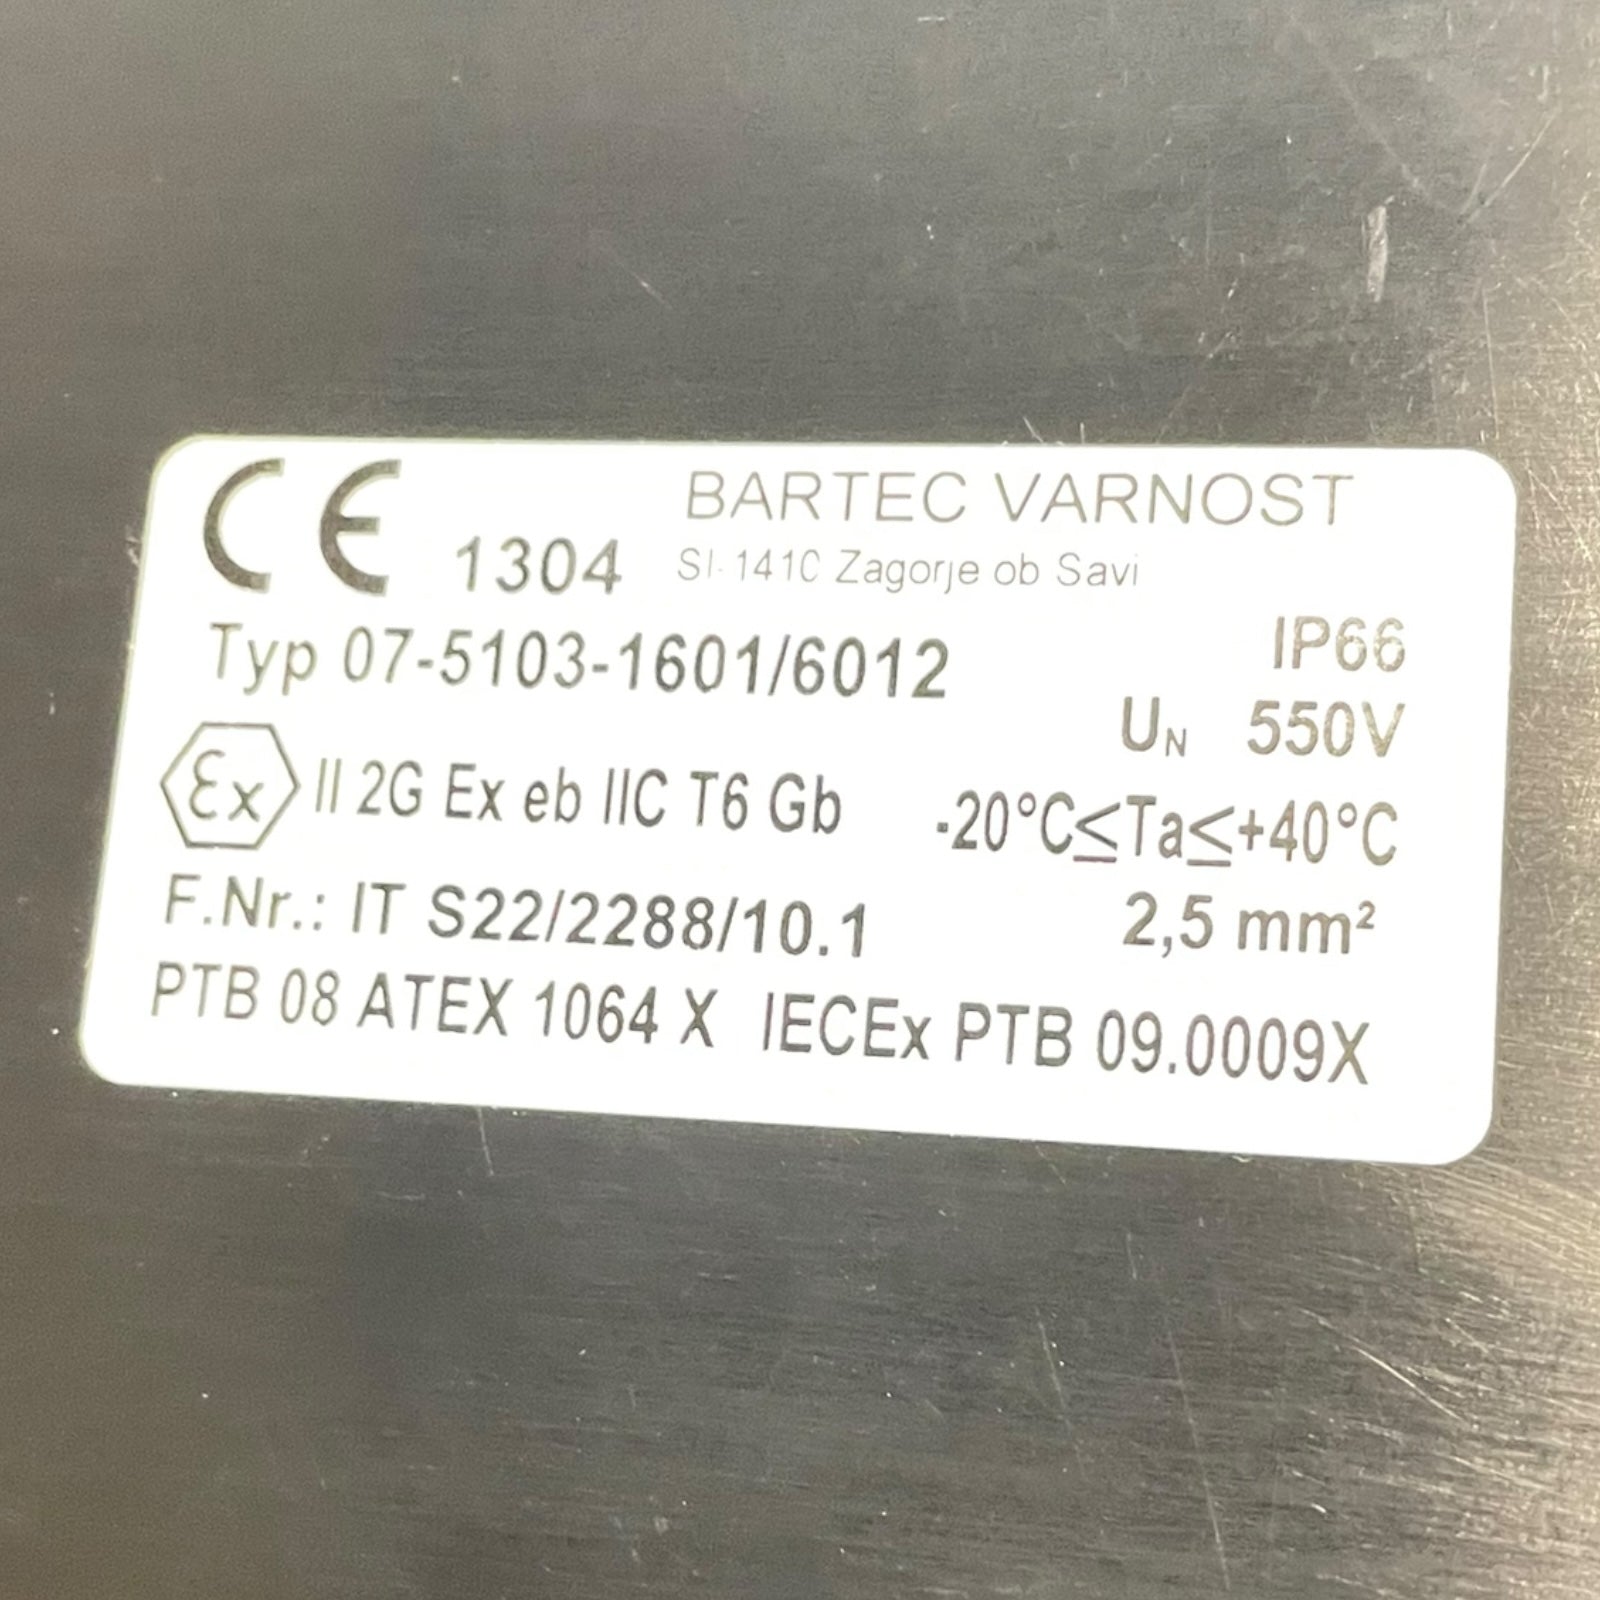 CE 1304 BARTEC VARNOST
SI-1410 Zagorje ob Savi
Typ 07-5103-1601/6012 IP66
UN 550V
Ex II 2G Ex eb IIC T6 Gb -20°C≤Ta≤+40°C
F.Nr.: IT S22/2288/10.1 2,5 mm²
PTB 08 ATEX 1064 X IECEx PTB 09.0009X